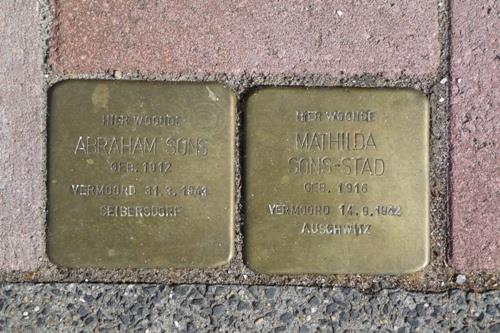 HIER WOONDE
ABRAHAM SONS
GEB. 1912
VERMOORD 31.3.1943
SEIBERSDORF
HIER WOONDE
MATHILDA
SONS-STAD
GEB. 1916
VERMOORD 14.9.1942
AUSCHWITZ